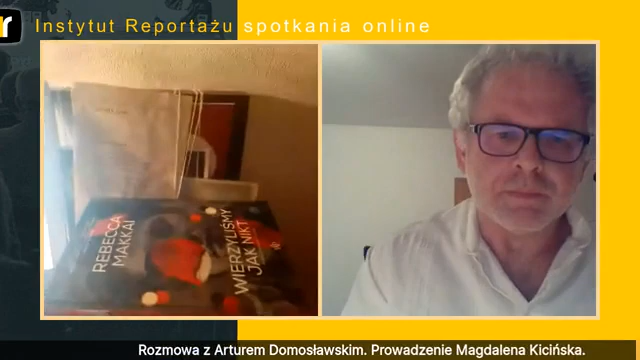 r
Instytut Reportażu spotkania online
REBECCA
MAKKAI
WIERZYLIŚMY
JAK NIKT
Rozmowa z Arturem Domosławskim. Prowadzenie Magdalena Kicińska.